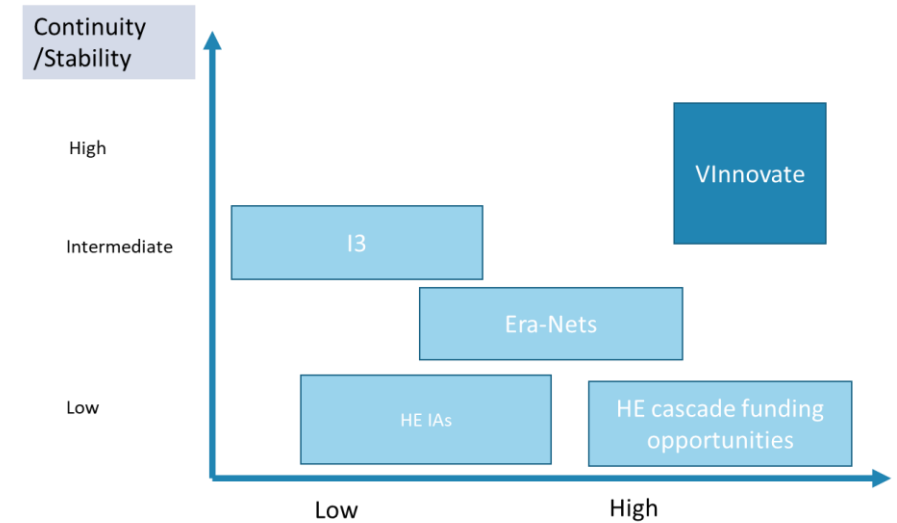 Continuity
/Stability
High
VInnovate
Intermediate
I3
Era-Nets
Low
HE IAs
HE cascade funding
opportunities
Low
High